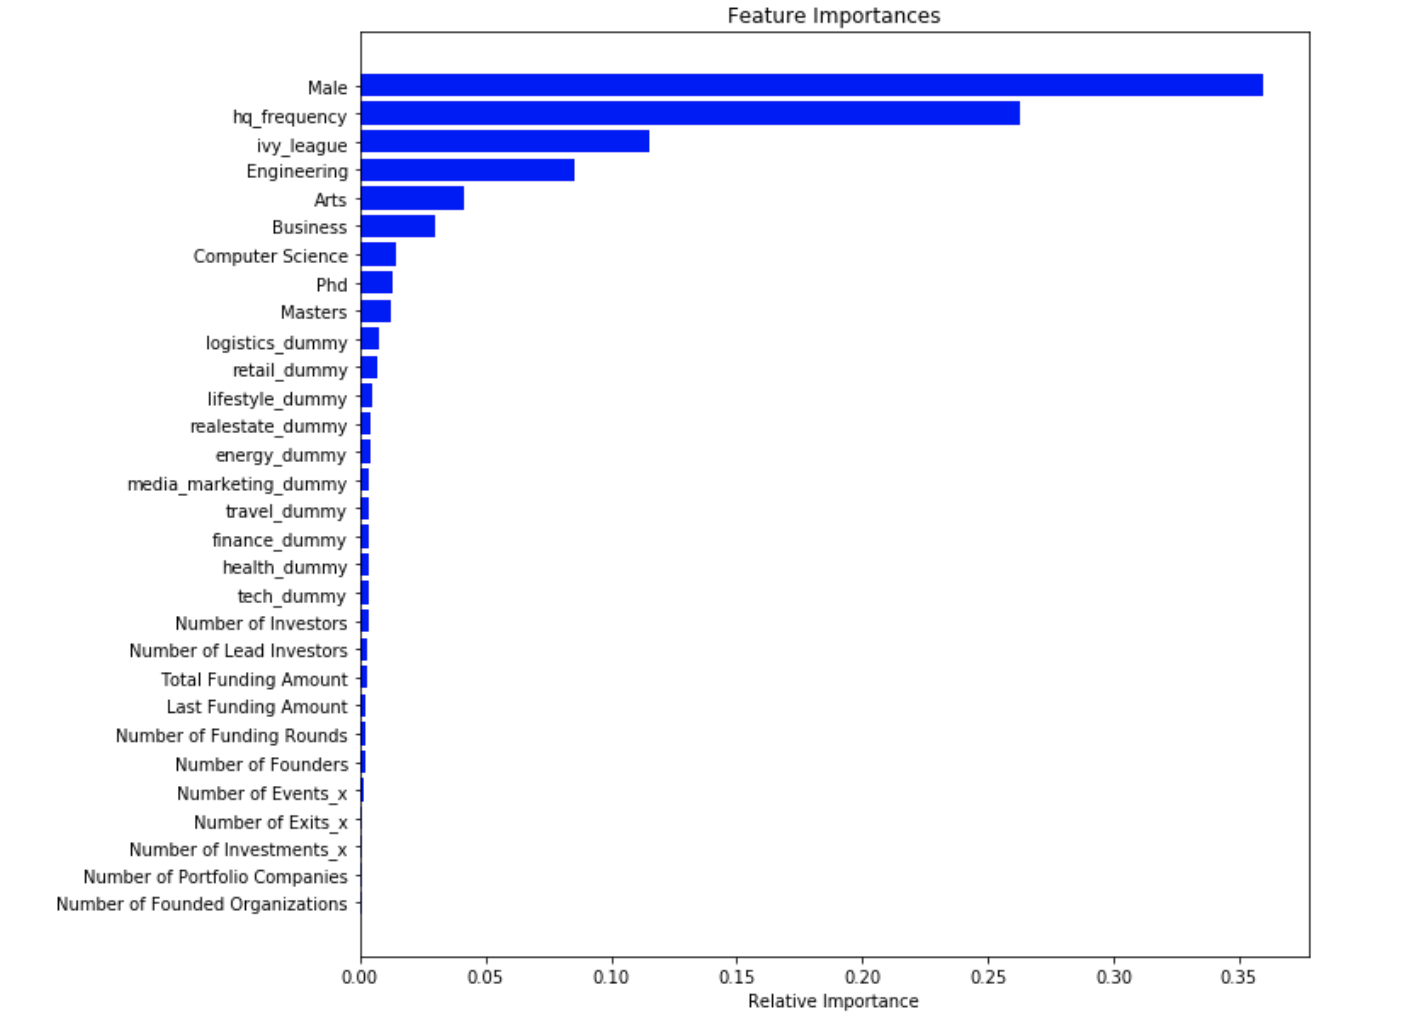 Feature Importances
Male
hq_frequency
ivy_league
Engineering
Arts
Business
Computer Science
Phd
Masters
logistics_dummy
retail_dummy
lifestyle_dummy
realestate_dummy
energy_dummy
media_marketing_dummy
travel_dummy
finance_dummy
health_dummy
tech_dummy
Number of Investors
Number of Lead Investors
Total Funding Amount
Last Funding Amount
Number of Funding Rounds
Number of Founders
Number of Events_x
Number of Exits_x
Number of Investments_x
Number of Portfolio Companies
Number of Founded Organizations
0.00 0.05 0.10 0.15 0.20 0.25 0.30 0.35
Relative Importance